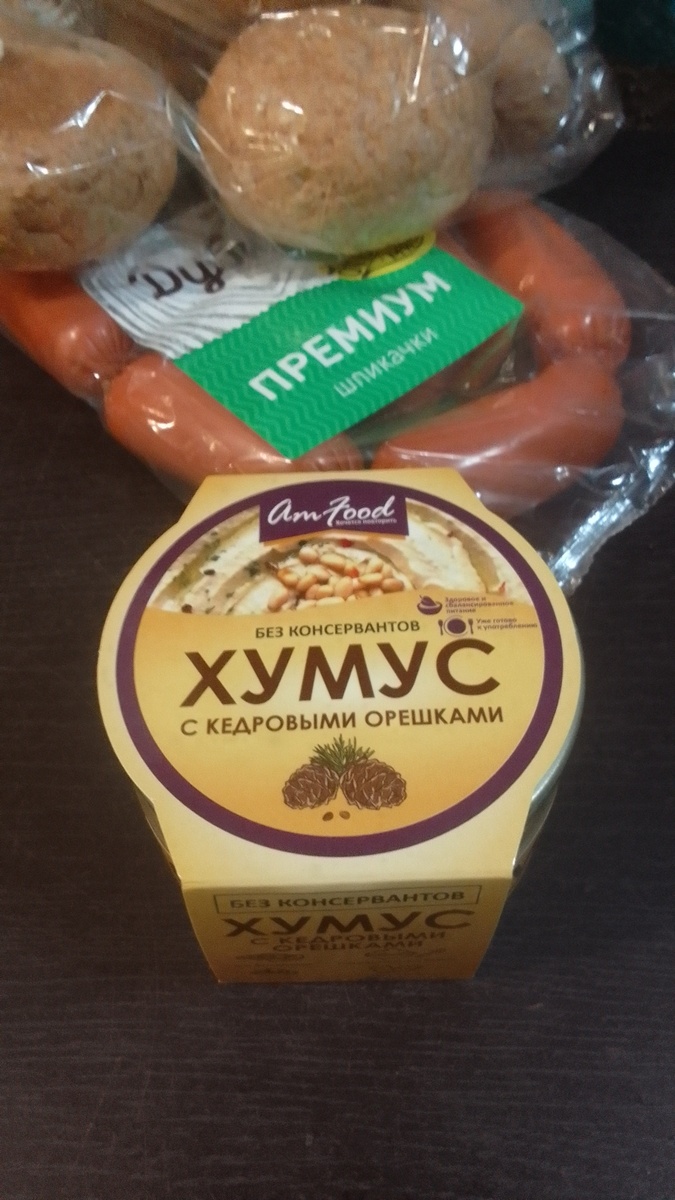 ПРЕМИУМ
шпикачки
Am Food
Хочется повторить
Здоровое и
сбалансированное
питание
Уже готово
к употреблению
БЕЗ КОНСЕРВАНТОВ
ХУМУС
С КЕДРОВЫМИ ОРЕШКАМИ
БЕЗ КОНСЕРВАНТОВ
ХУМУС
С КЕДРОВЫМИ
ОРЕШКАМИ